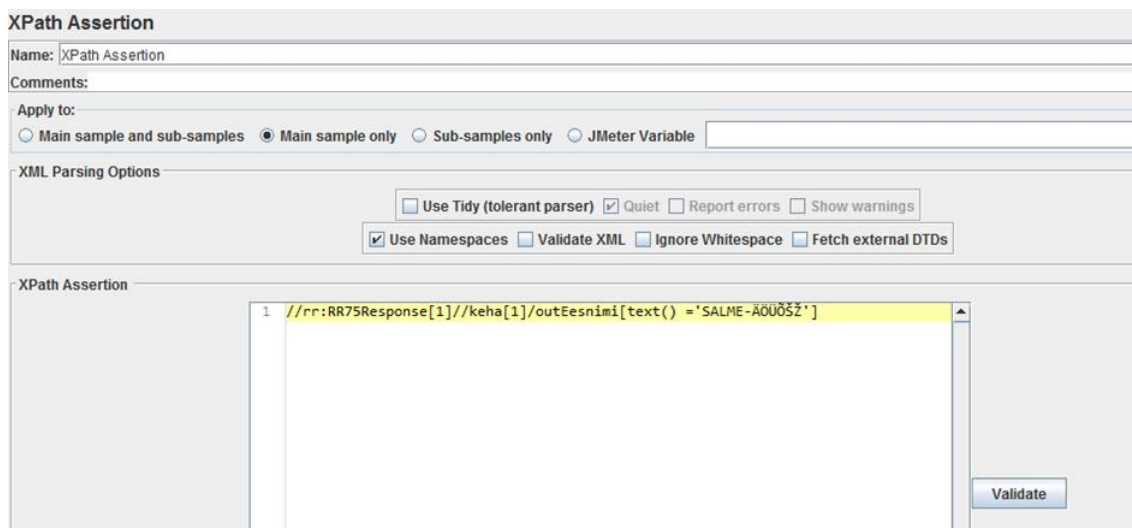 XPath Assertion
Name: XPath Assertion
Comments:
Apply to:
Main sample and sub-samples Main sample only Sub-samples only JMeter Variable
XML Parsing Options
Use Tidy (tolerant parser) Quiet Report errors Show warnings
Use Namespaces Validate XML Ignore Whitespace Fetch external DTDs
XPath Assertion
1 //rr:RR75Response[1]//keha[1]/outEesnimi[text() ='SALME-ÄÖÜÕŠŽ']
Validate